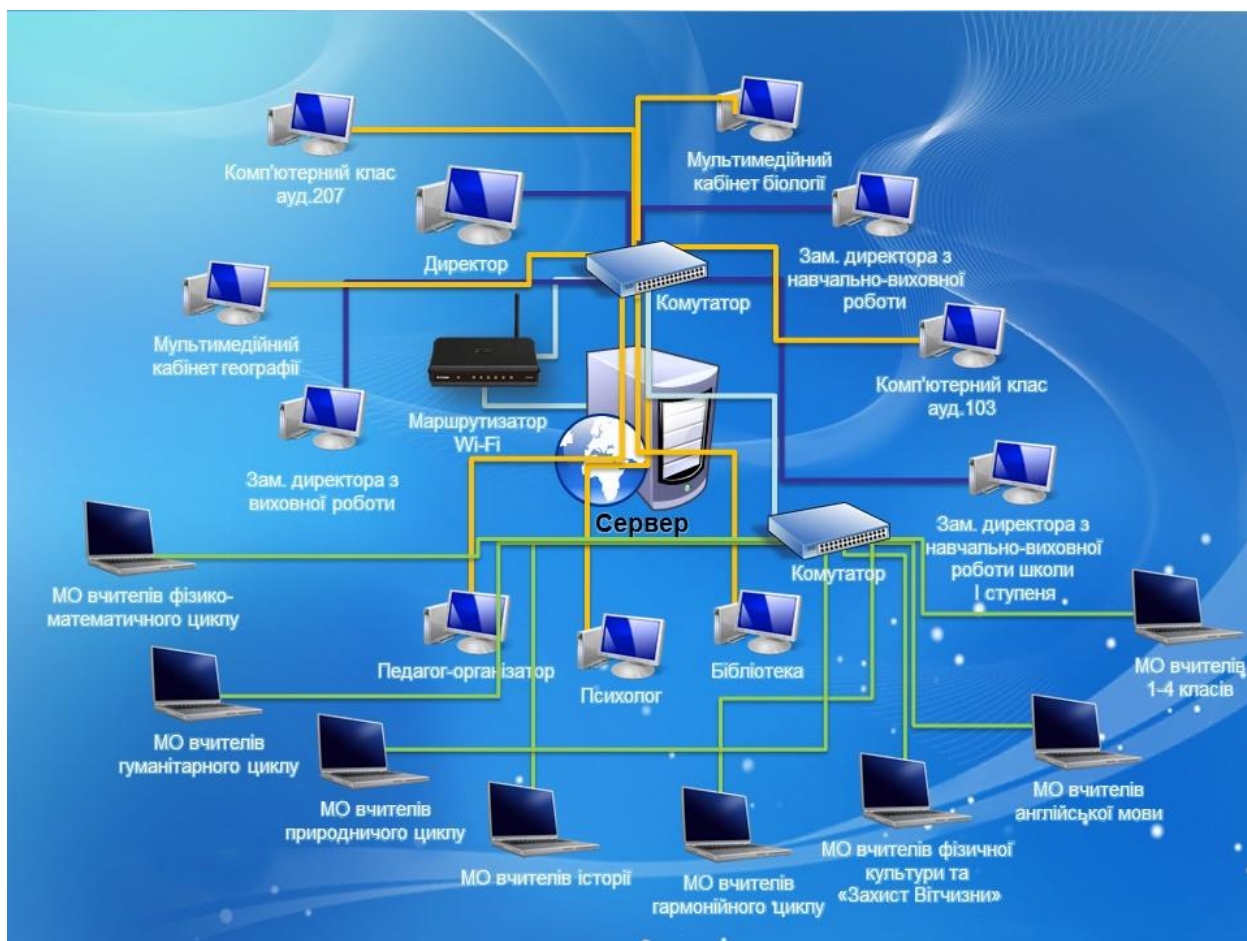 Комп'ютерний клас
ауд.207
Мультимедійний
кабінет біології
Директор
Зам. директора з
навчально-виховної
роботи
Комутатор
Мультимедійний
кабінет географії
Маршрутизатор
Wi-Fi
Комп'ютерний клас
ауд.103
Зам. директора з
виховної роботи
Сервер
Зам. директора з
навчально-виховної
роботи школи
І ступеня
Комутатор
МО вчителів фізико-
математичного циклу
Педагог-організатор
Психолог
Бібліотека
МО вчителів
1-4 класів
МО вчителів
гуманітарного циклу
МО вчителів
природничого циклу
МО вчителів історії
МО вчителів
гармонійного циклу
МО вчителів фізичної
культури та
«Захист Вітчизни»
МО вчителів
англійської мови